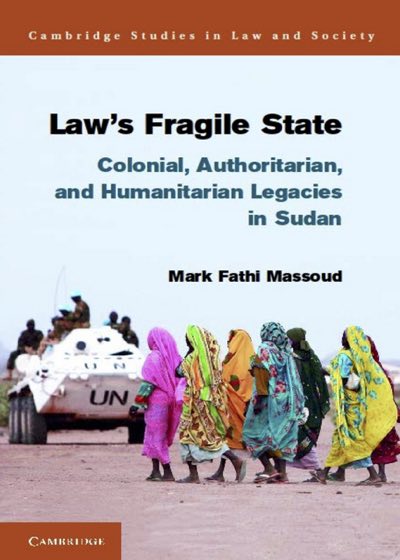 Cambridge Studies in Law and Society
Law's Fragile State
Colonial, Authoritarian,
and Humanitarian Legacies
in Sudan
Mark Fathi Massoud
U N
UN
CAMBRIDGE